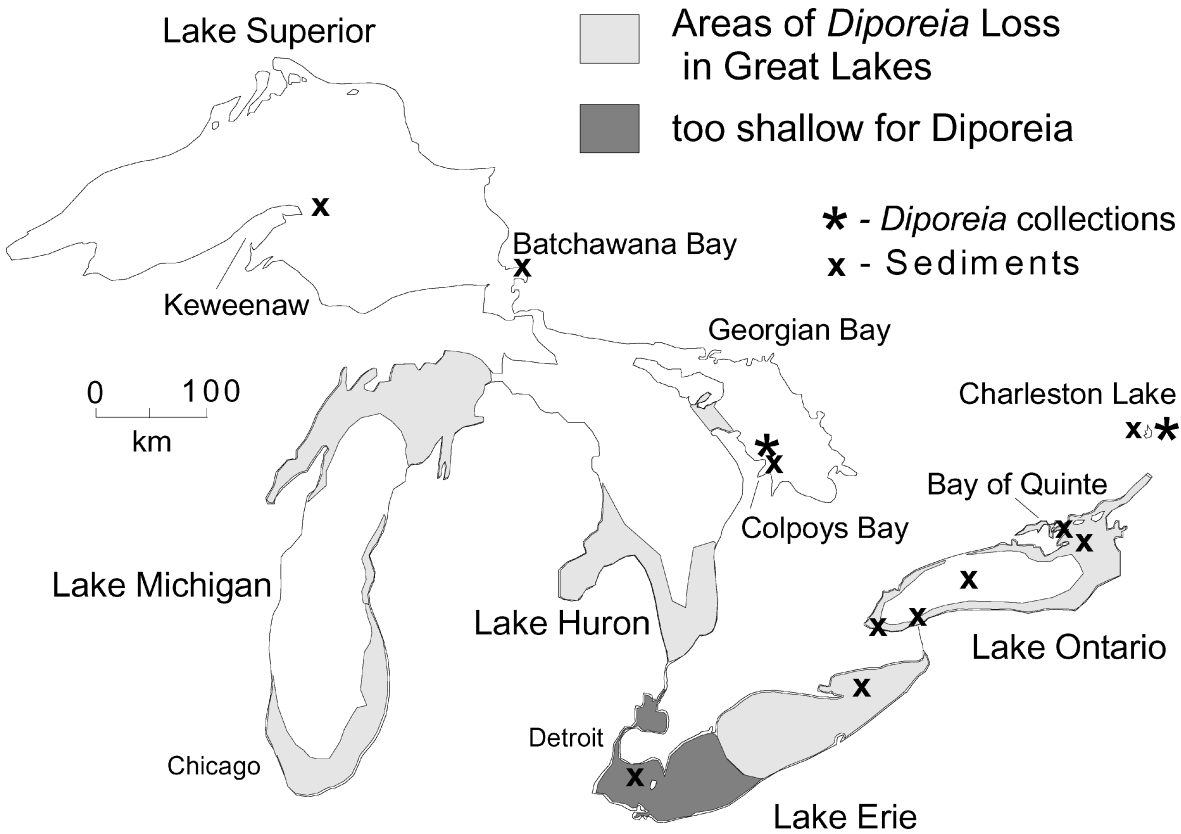 Lake Superior
Areas of Diporeia Loss
in Great Lakes
too shallow for Diporeia
* - Diporeia collections
x - Sediments
x
Batchawana Bay
x
Keweenaw
Georgian Bay
0 100
km
Charleston Lake
x *
*
x
Bay of Quinte
Colpoys Bay
x
x
Lake Michigan
x
Lake Huron
x
x
Lake Ontario
x
Detroit
Chicago
x
Lake Erie